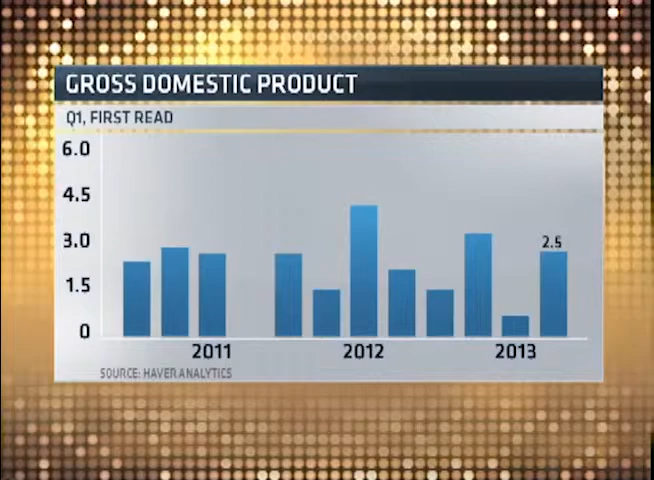 GROSS DOMESTIC PRODUCT
Q1, FIRST READ
6.0
4.5
3.0
1.5
0
2.5
2011 2012 2013
SOURCE: HAVER ANALYTICS